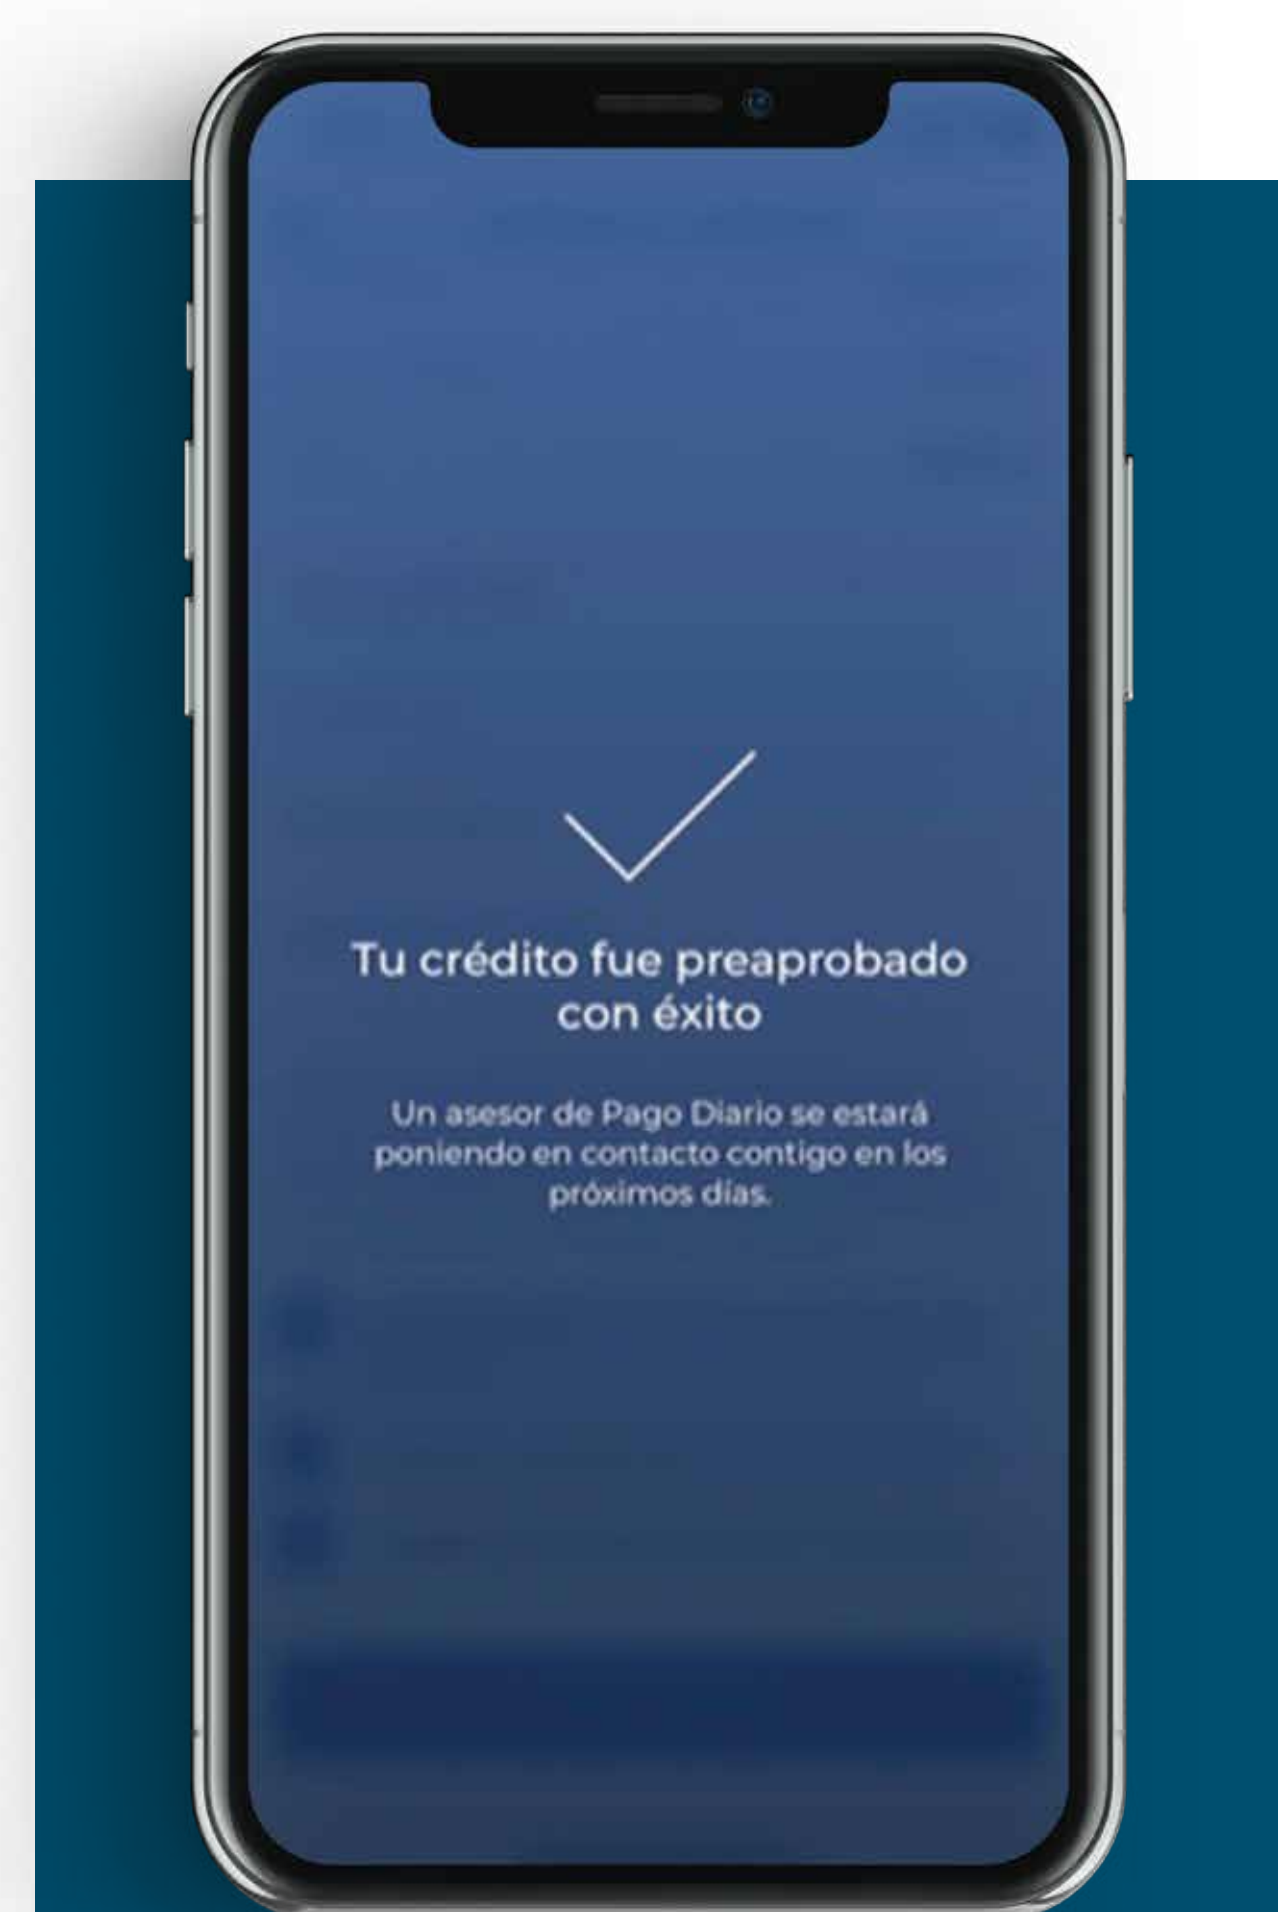 Tu crédito fue preaprobado
con éxito
Un asesor de Pago Diario se estará
poniendo en contacto contigo en los
próximos días.